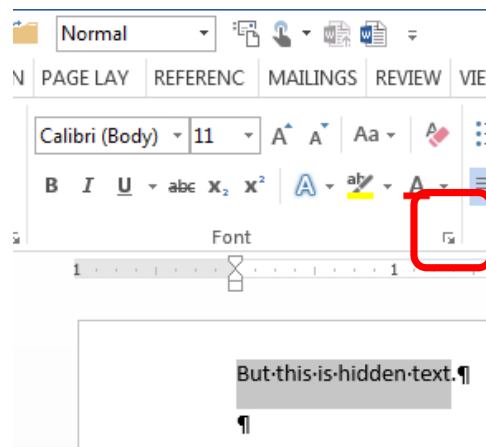 Normal
N PAGE LAY REFERENC MAILINGS REVIEW VIE
Calibri (Body) 11 A A Aa
B I U abc X₂ X² A ab A
Font
1 1
But·this·is·hidden·text.¶
¶